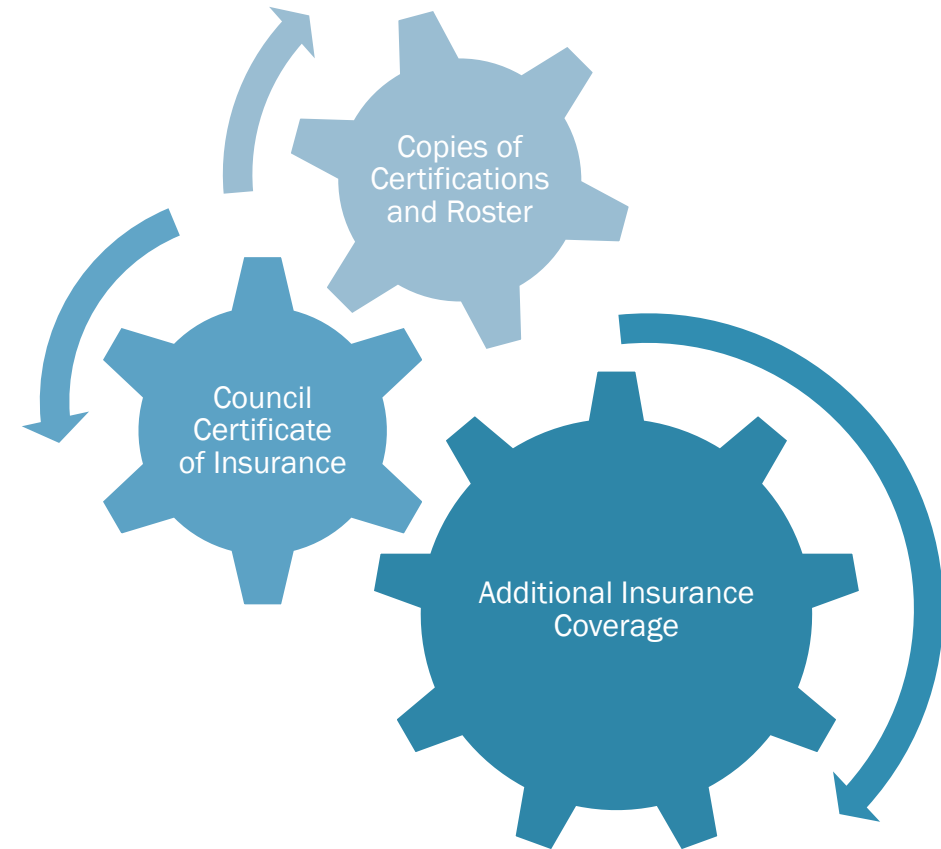 Copies of
Certifications
and Roster
Council
Certificate
of Insurance
Additional Insurance
Coverage